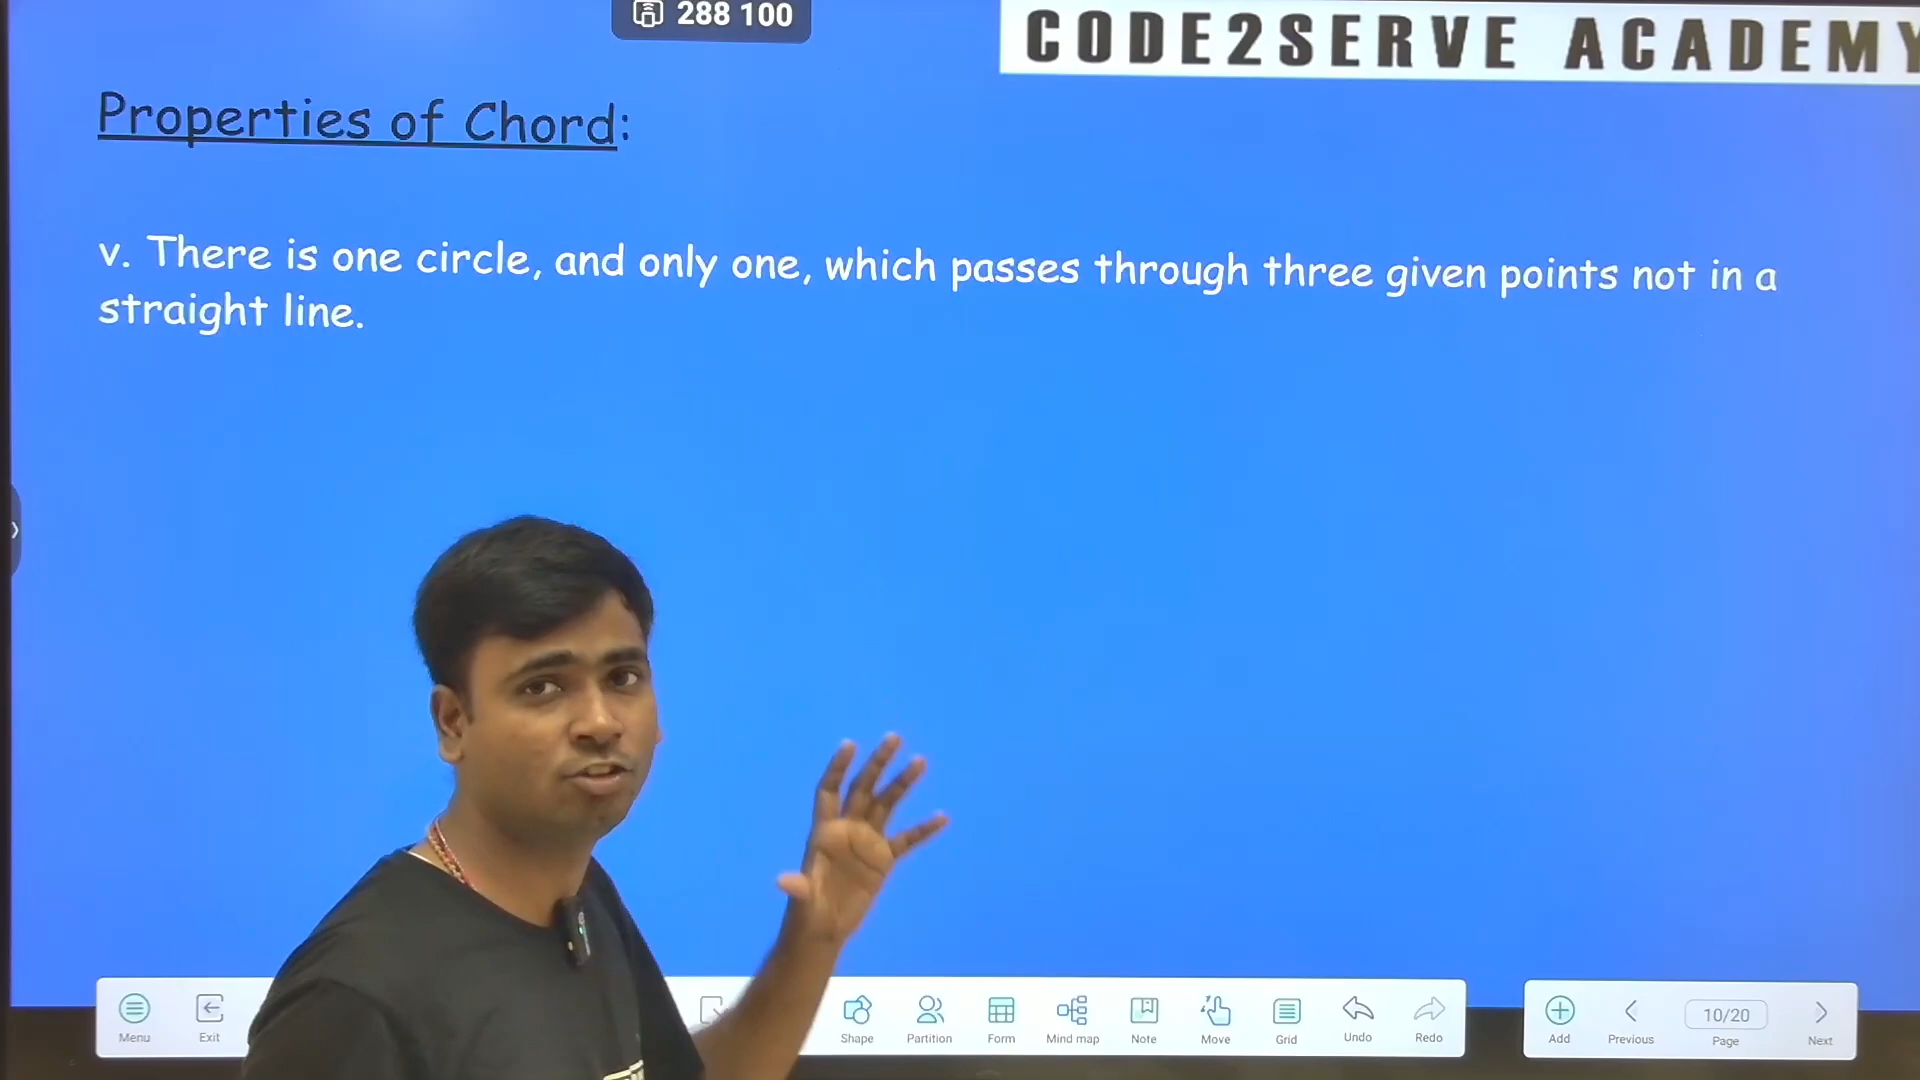 288 100
CODE2SERVE ACADEMY
Properties of Chord:
v. There is one circle, and only one, which passes through three given points not in a
straight line.
Menu
Exit
Shape
Partition
Form
Mind map
Note
Move
Grid
Undo
Redo
Add
Previous
10/20
Page
Next